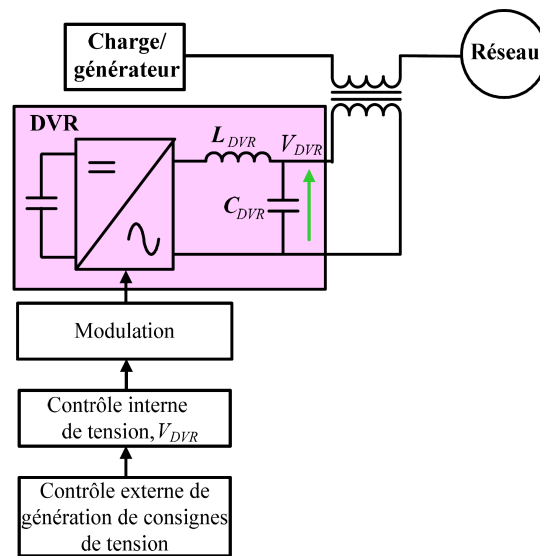 Charge/
générateur
Réseau
DVR
L DVR
V DVR
C DVR
Modulation
Contrôle interne
de tension, V DVR
Contrôle externe de
génération de consignes
de tension